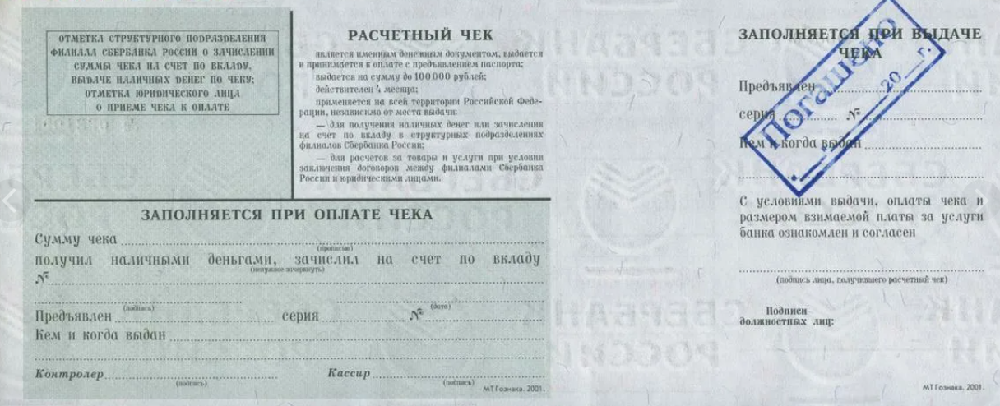 ОТМЕТКА СТРУКТУРНОГО ПОДРАЗДЕЛЕНИЯ
ФИЛИАЛА СБЕРБАНКА РОССИИ О ЗАЧИСЛЕНИИ
СУММЫ ЧЕКА НА СЧЕТ ПО ВКЛАДУ,
ВЫДАЧЕ НАЛИЧНЫХ ДЕНЕГ ПО ЧЕКУ;
ОТМЕТКА ЮРИДИЧЕСКОГО ЛИЦА
О ПРИЕМЕ ЧЕКА К ОПЛАТЕ
РАСЧЕТНЫЙ ЧЕК
является именным денежным документом, выдается
и принимается к оплате с предъявлением паспорта;
выдается на сумму до 100 000 рублей;
действителен 4 месяца;
применяется на всей территории Российской Феде-
рации, независимо от места выдачи:
— для получения наличных денег или зачисления
на счет по вкладу в структурных подразделениях
филиалов Сбербанка России;
— для расчетов за товары и услуги при условии
заключения договоров между филиалами Сбербанка
России и юридическими лицами.
ЗАПОЛНЯЕТСЯ ПРИ ОПЛАТЕ ЧЕКА
Сумму чека
(прописью)
получил наличными деньгами, зачислил на счет по вкладу
(ненужное зачеркнуть)
№
(подпись) (дата)
Предъявлен серия №
Кем и когда выдан
Контролер Кассир
(подпись) (подпись)
МТ Гознака. 2001.
ЗАПОЛНЯЕТСЯ ПРИ ВЫДАЧЕ
ЧЕКА
Предъявлен
серия №
Кем и когда выдан
Погашено
20 г.
С условиями выдачи, оплаты чека и
размером взимаемой платы за услуги
банка ознакомлен и согласен
(подпись лица, получившего расчетный чек)
Подписи
должностных лиц:
МТ Гознака. 2001.
СБЕРБАНК
РОССИИ